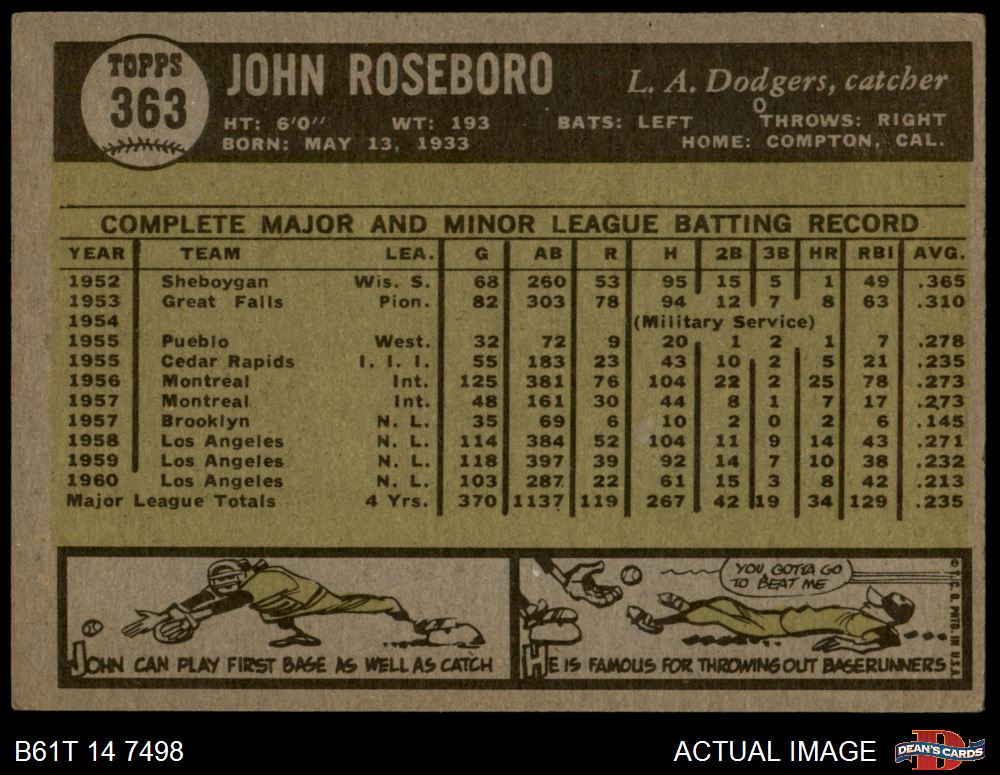 TOPPS
363
JOHN ROSEBORO
L. A. Dodgers, catcher
HT: 6'0" WT: 193 BATS: LEFT THROWS: RIGHT
BORN: MAY 13, 1933 HOME: COMPTON, CAL.
COMPLETE MAJOR AND MINOR LEAGUE BATTING RECORD
YEAR TEAM LEA. G AB R H 2B 3B HR RBI AVG.
1952 Sheboygan Wis. S. 68 260 53 95 15 5 1 49 .365
1953 Great Falls Pion. 82 303 78 94 12 7 8 63 .310
1954 (Military Service)
1955 Pueblo West. 32 72 9 20 1 2 1 7 .278
1955 Cedar Rapids I. I. I. 55 183 23 43 10 2 5 21 .235
1956 Montreal Int. 125 381 76 104 22 2 25 78 .273
1957 Montreal Int. 48 161 30 44 8 1 7 17 .273
1957 Brooklyn N. L. 35 69 6 10 2 0 2 6 .145
1958 Los Angeles N. L. 114 384 52 104 11 9 14 43 .271
1959 Los Angeles N. L. 118 397 39 92 14 7 10 38 .232
1960 Los Angeles N. L. 103 287 22 61 15 3 8 42 .213
Major League Totals 4 Yrs. 370 1137 119 267 42 19 34 129 .235
JOHN CAN PLAY FIRST BASE AS WELL AS CATCH
YOU GOTTA GO
TO BEAT ME
HE IS FAMOUS FOR THROWING OUT BASERUNNERS
© T. C. G. PRTD. IN U.S.A.
B61T 14 7498
ACTUAL IMAGE
D
DEAN'S CARDS